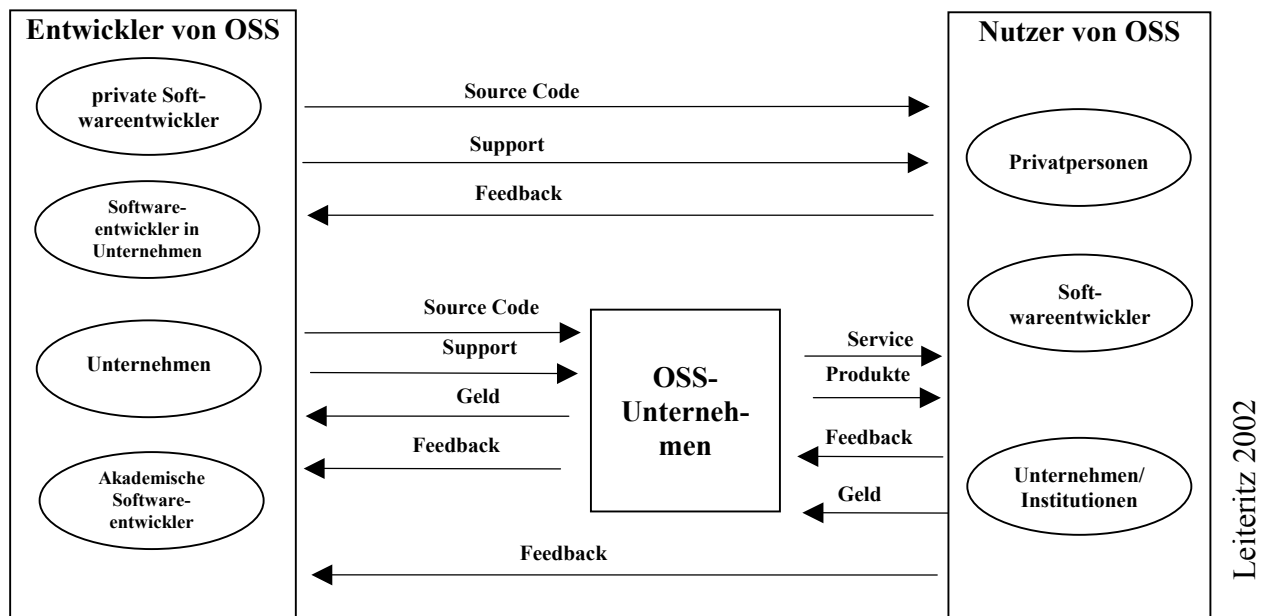 Entwickler von OSS
private Soft-
wareentwickler
Software-
entwickler in
Unternehmen
Unternehmen
Akademische
Software-
entwickler
Source Code
Support
Feedback
Source Code
Support
Geld
Feedback
OSS-
Unterneh-
men
Service
Produkte
Feedback
Geld
Feedback
Nutzer von OSS
Privatpersonen
Soft-
wareentwickler
Unternehmen/
Institutionen
Leiteritz 2002